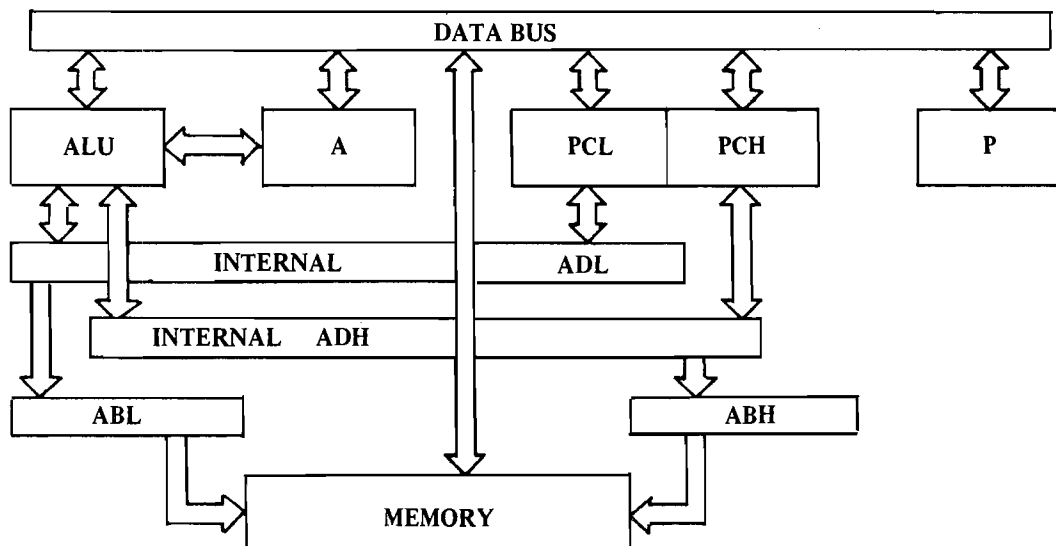 DATA BUS
ALU
A
PCL
PCH
P
INTERNAL ADL
INTERNAL ADH
ABL
ABH
MEMORY